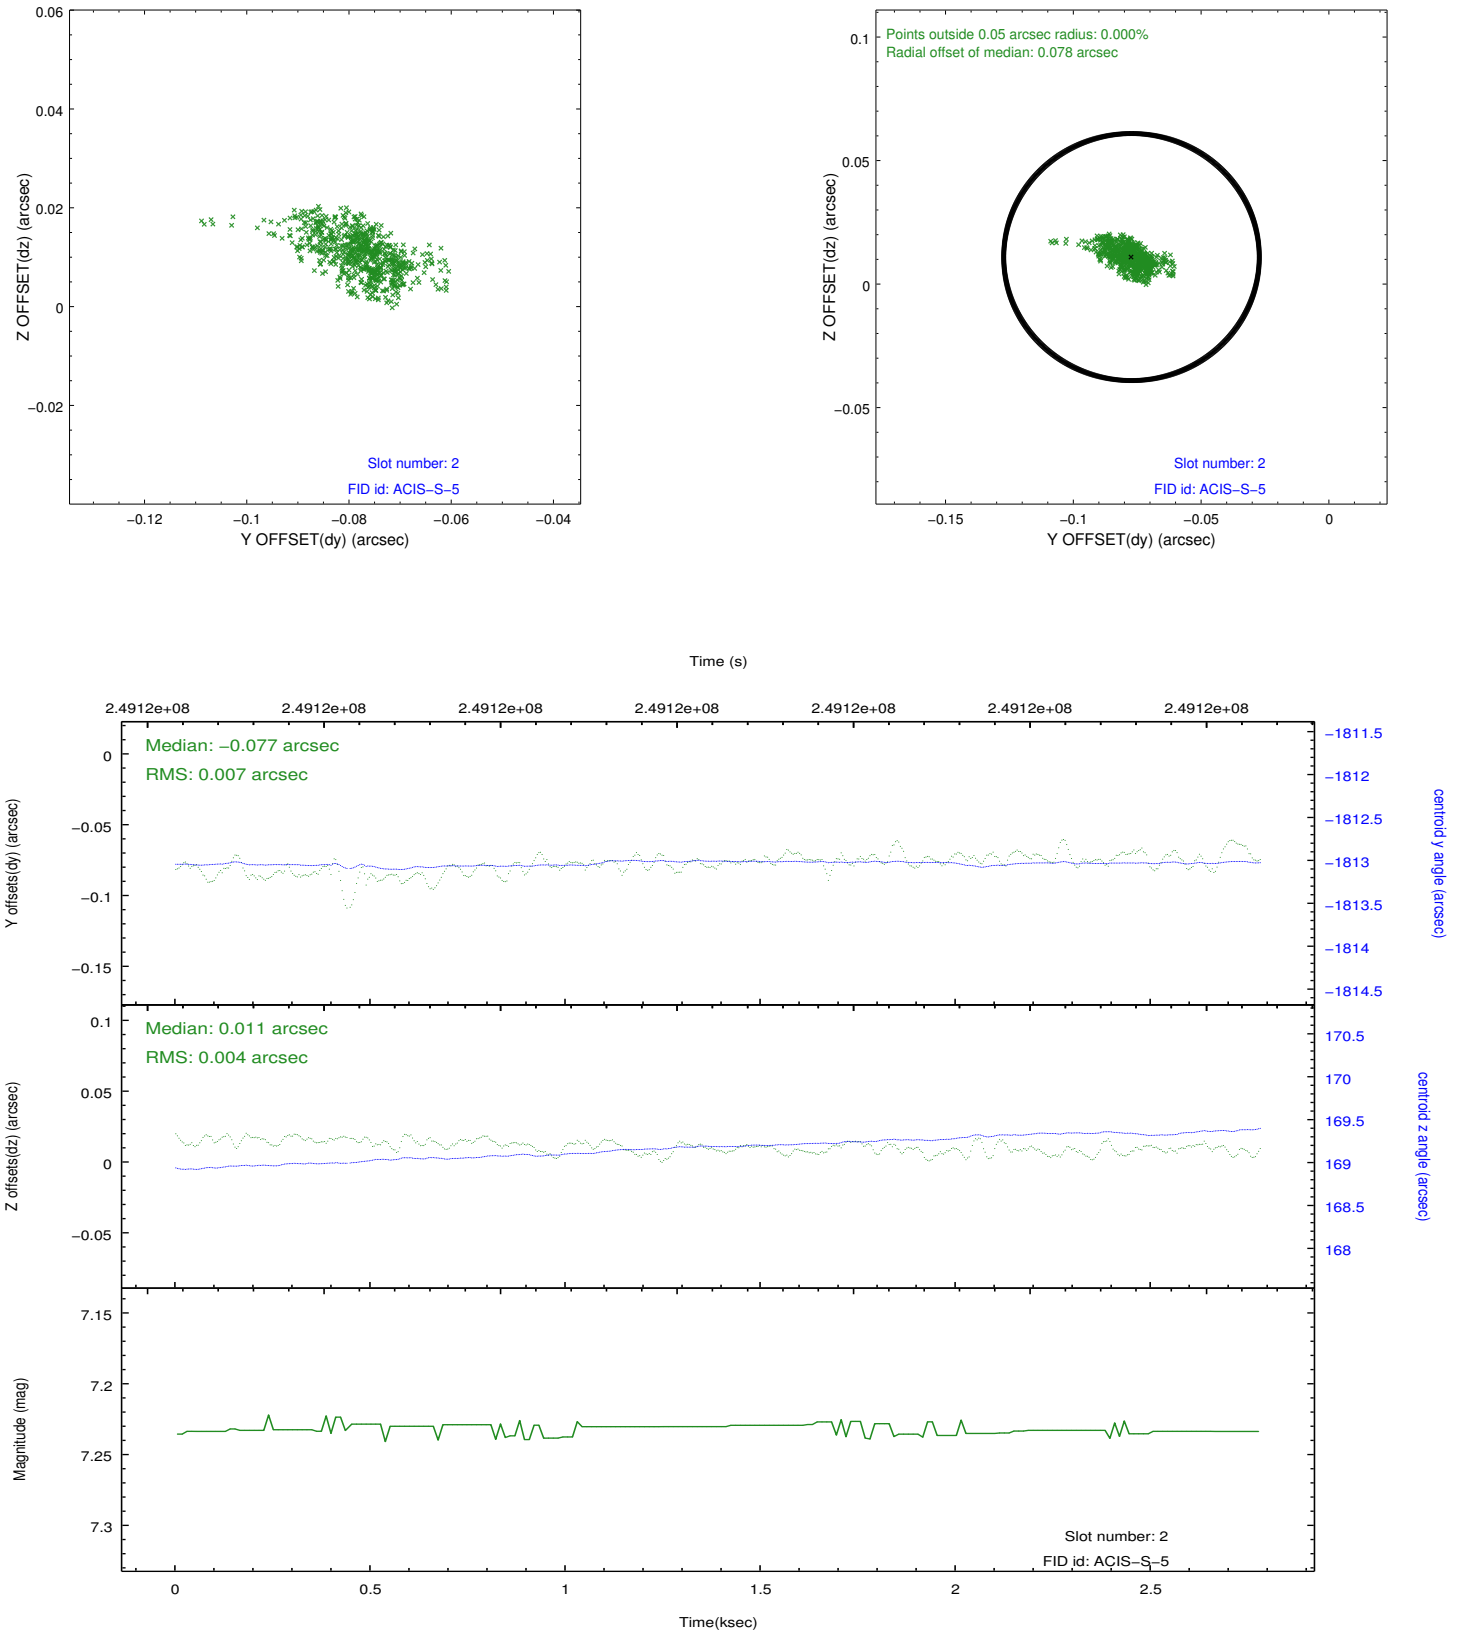 0.06
0.04
0.02
0
−0.02
Z OFFSET(dz) (arcsec)
Slot number: 2
FID id: ACIS−S−5
−0.12 −0.1 −0.08 −0.06 −0.04
Y OFFSET(dy) (arcsec)
Points outside 0.05 arcsec radius: 0.000%
Radial offset of median: 0.078 arcsec
0.1
0.05
0
−0.05
Z OFFSET(dz) (arcsec)
Slot number: 2
FID id: ACIS−S−5
−0.15 −0.1 −0.05 0
Y OFFSET(dy) (arcsec)
Time (s)
2.4912e+08 2.4912e+08 2.4912e+08 2.4912e+08 2.4912e+08 2.4912e+08 2.4912e+08
Median: −0.077 arcsec
RMS: 0.007 arcsec
0
−0.05
−0.1
−0.15
Y offsets(dy) (arcsec)
−1811.5
−1812
−1812.5
−1813
−1813.5
−1814
−1814.5
centroid y angle (arcsec)
Median: 0.011 arcsec
RMS: 0.004 arcsec
0.1
0.05
0
−0.05
Z offsets(dz) (arcsec)
170.5
170
169.5
169
168.5
168
centroid z angle (arcsec)
7.15
7.2
7.25
7.3
Magnitude (mag)
Slot number: 2
FID id: ACIS−S−5
0 0.5 1 1.5 2 2.5
Time(ksec)